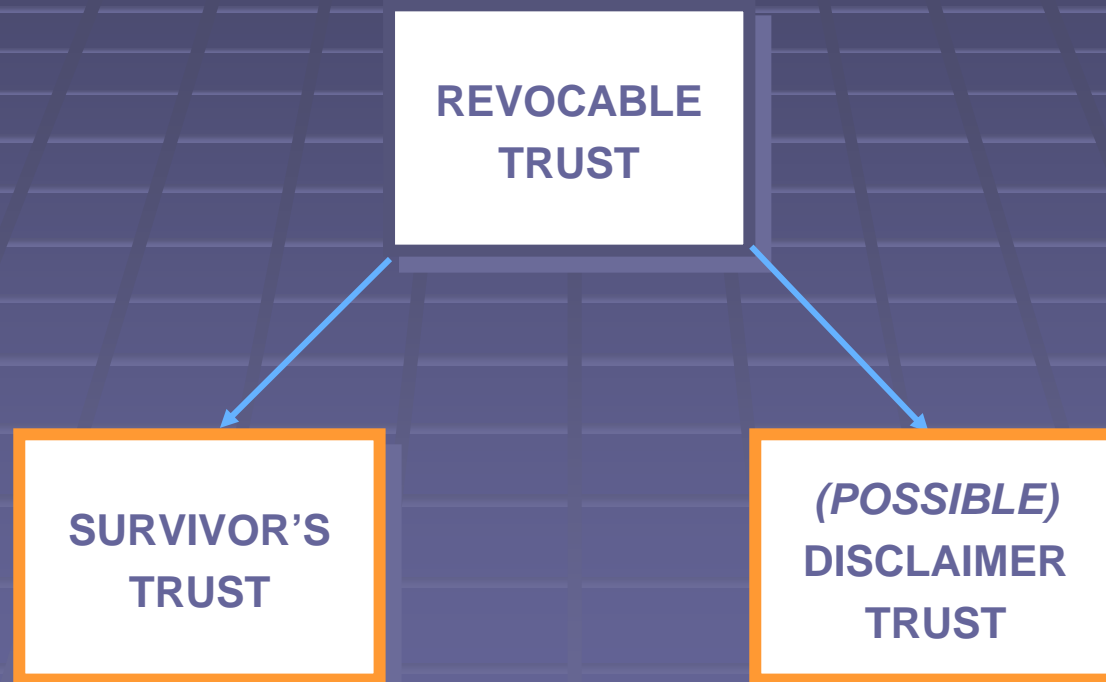 REVOCABLE
TRUST
SURVIVOR’S
TRUST
(POSSIBLE)
DISCLAIMER
TRUST